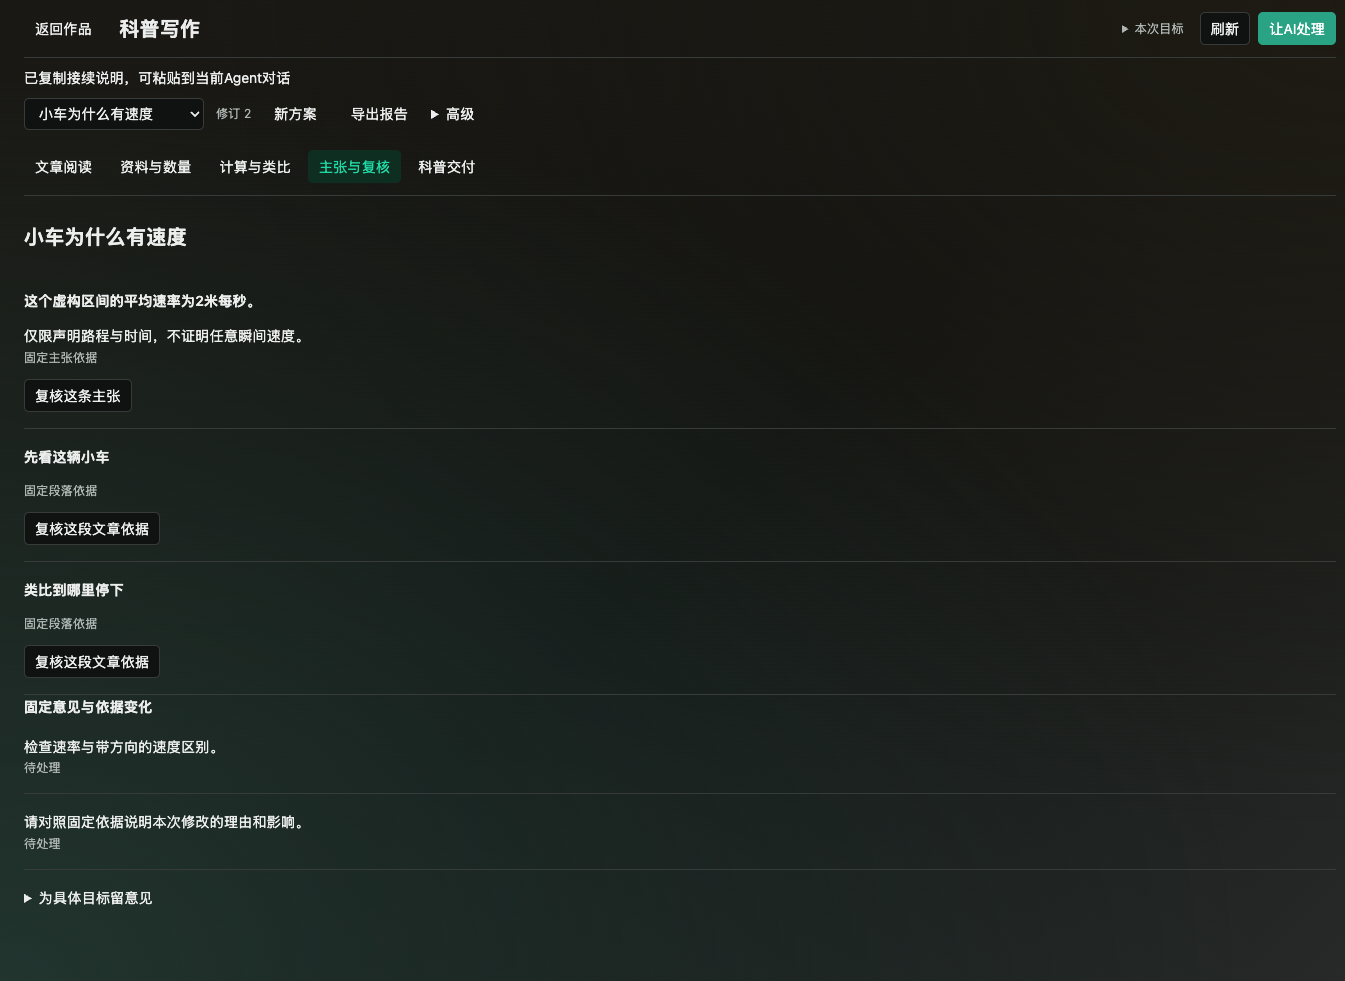 返回作品 科普写作 ▶ 本次目标 刷新 让AI处理
已复制接续说明，可粘贴到当前Agent对话
小车为什么有速度 修订 2 新方案 导出报告 ▶ 高级
文章阅读 资料与数量 计算与类比 主张与复核 科普交付
小车为什么有速度
这个虚构区间的平均速率为2米每秒。
仅限声明路程与时间，不证明任意瞬间速度。
固定主张依据
复核这条主张
先看这辆小车
固定段落依据
复核这段文章依据
类比到哪里停下
固定段落依据
复核这段文章依据
固定意见与依据变化
检查速率与带方向的速度区别。
待处理
请对照固定依据说明本次修改的理由和影响。
待处理
▶ 为具体目标留意见